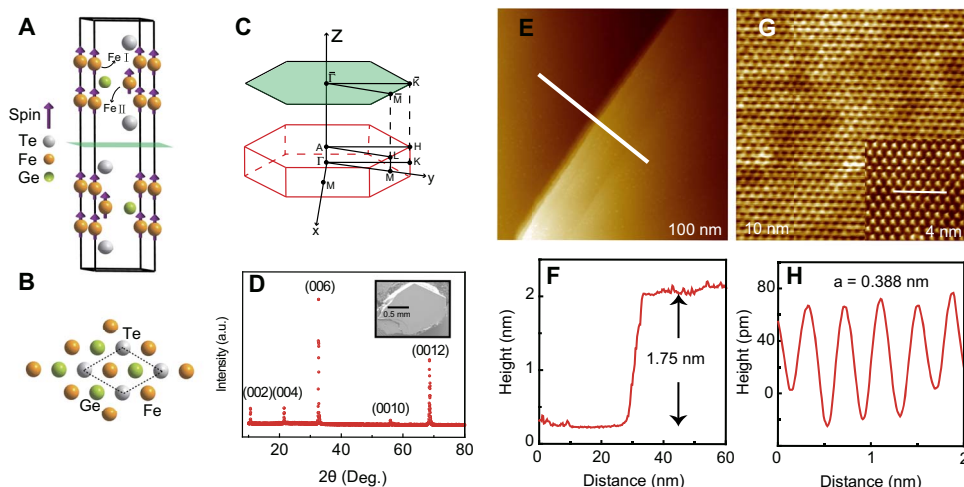 A
Fe I
Fe II
Spin
Te
Fe
Ge
B
Te
Ge
Fe
C
Z
Γ̅
K̅
M̅
A
H
L
Γ
K
M
M
y
x
D
(006)
0.5 mm
(002)
(004)
(0010)
(0012)
Intensity (a.u.)
20
40
60
80
2θ (Deg.)
E
100 nm
F
2
1
0
Height (nm)
1.75 nm
0
20
40
60
Distance (nm)
G
10 nm
4 nm
H
a = 0.388 nm
80
40
0
Height (pm)
0
1
2
Distance (nm)